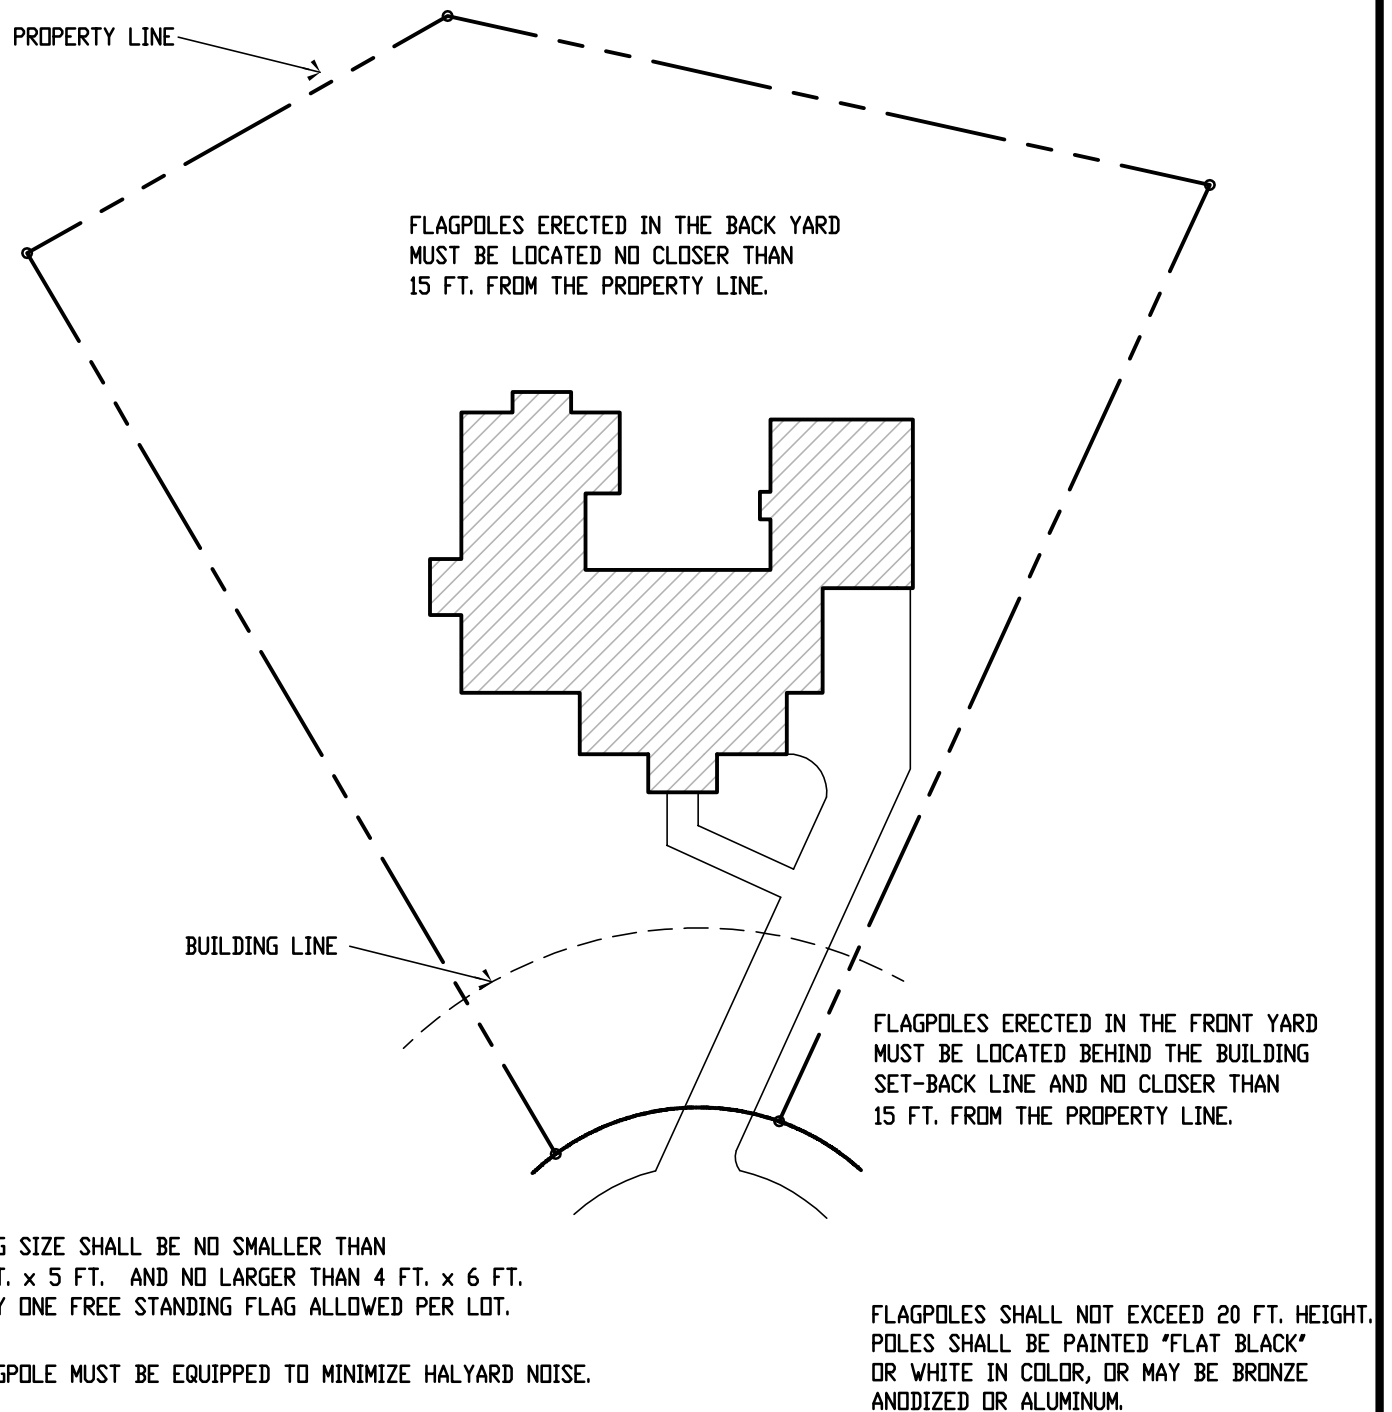 PROPERTY LINE
FLAGPOLES ERECTED IN THE BACK YARD
MUST BE LOCATED NO CLOSER THAN
15 FT. FROM THE PROPERTY LINE.
BUILDING LINE
FLAGPOLES ERECTED IN THE FRONT YARD
MUST BE LOCATED BEHIND THE BUILDING
SET-BACK LINE AND NO CLOSER THAN
15 FT. FROM THE PROPERTY LINE.
SIZE SHALL BE NO SMALLER THAN
x 5 FT. AND NO LARGER THAN 4 FT. x 6 FT.
ONE FREE STANDING FLAG ALLOWED PER LOT.
MUST BE EQUIPPED TO MINIMIZE HALYARD NOISE.
FLAGPOLES SHALL NOT EXCEED 20 FT. HEIGHT.
POLES SHALL BE PAINTED "FLAT BLACK"
OR WHITE IN COLOR, OR MAY BE BRONZE
ANODIZED OR ALUMINUM.